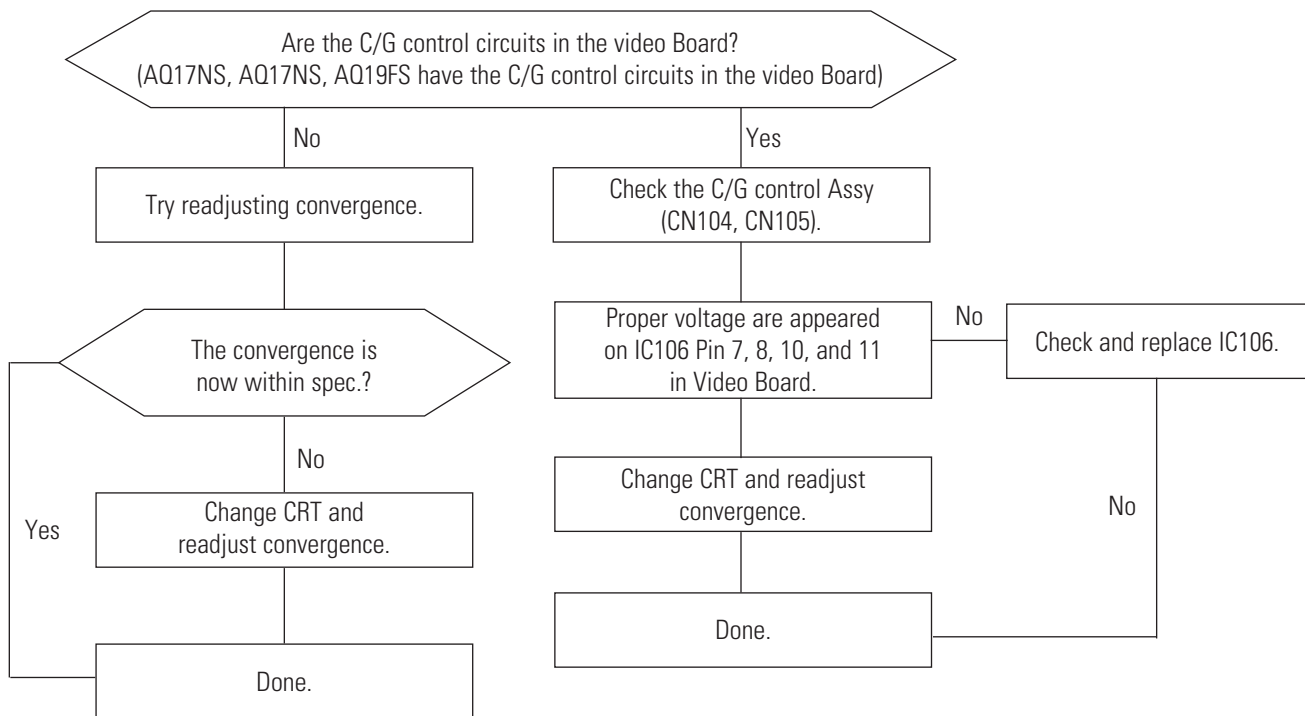 Are the C/G control circuits in the video Board?
(AQ17NS, AQ17NS, AQ19FS have the C/G control circuits in the video Board)
No
Yes
Try readjusting convergence.
Check the C/G control Assy
(CN104, CN105).
The convergence is
now within spec.?
Proper voltage are appeared
on IC106 Pin 7, 8, 10, and 11
in Video Board.
No
Check and replace IC106.
No
Yes
Change CRT and
readjust convergence.
Change CRT and readjust
convergence.
No
Done.
Done.